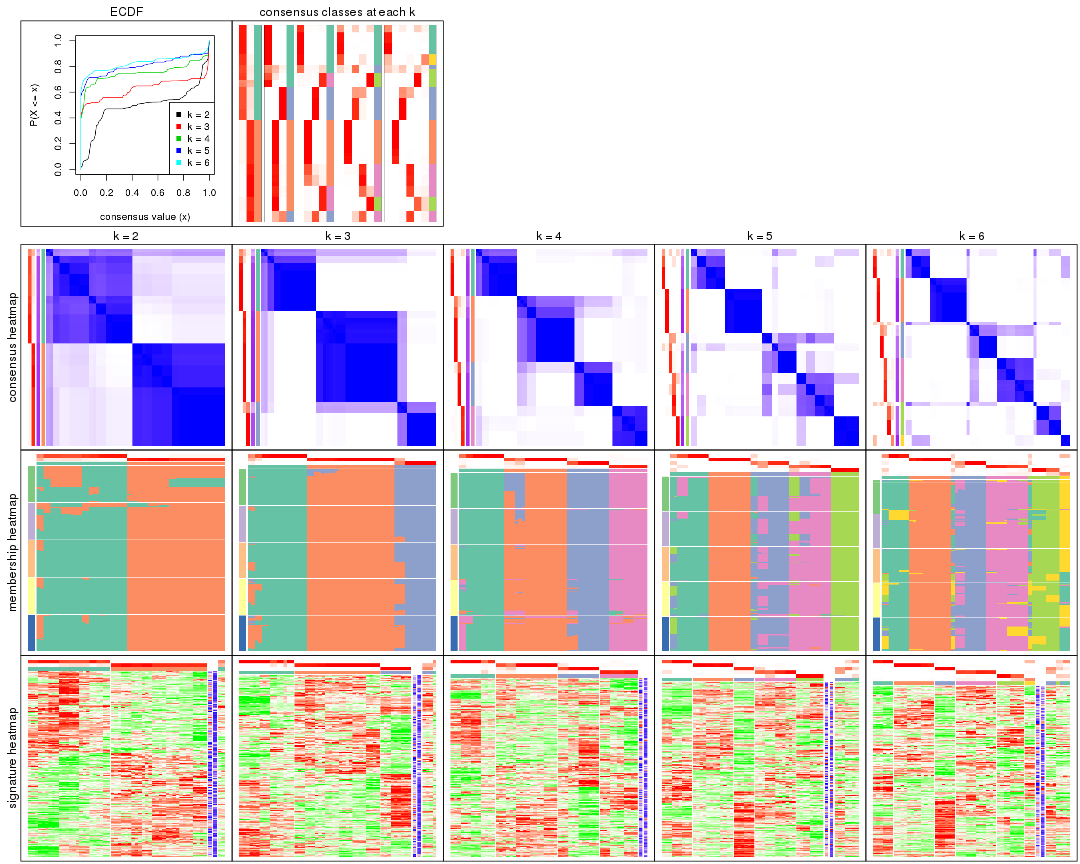 ECDF
consensus classes at each k
P(X <= x)
0.0 0.2 0.4 0.6 0.8 1.0
k = 2
k = 3
k = 4
k = 5
k = 6
0.0 0.2 0.4 0.6 0.8 1.0
consensus value (x)
k = 2
k = 3
k = 4
k = 5
k = 6
consensus heatmap
membership heatmap
signature heatmap